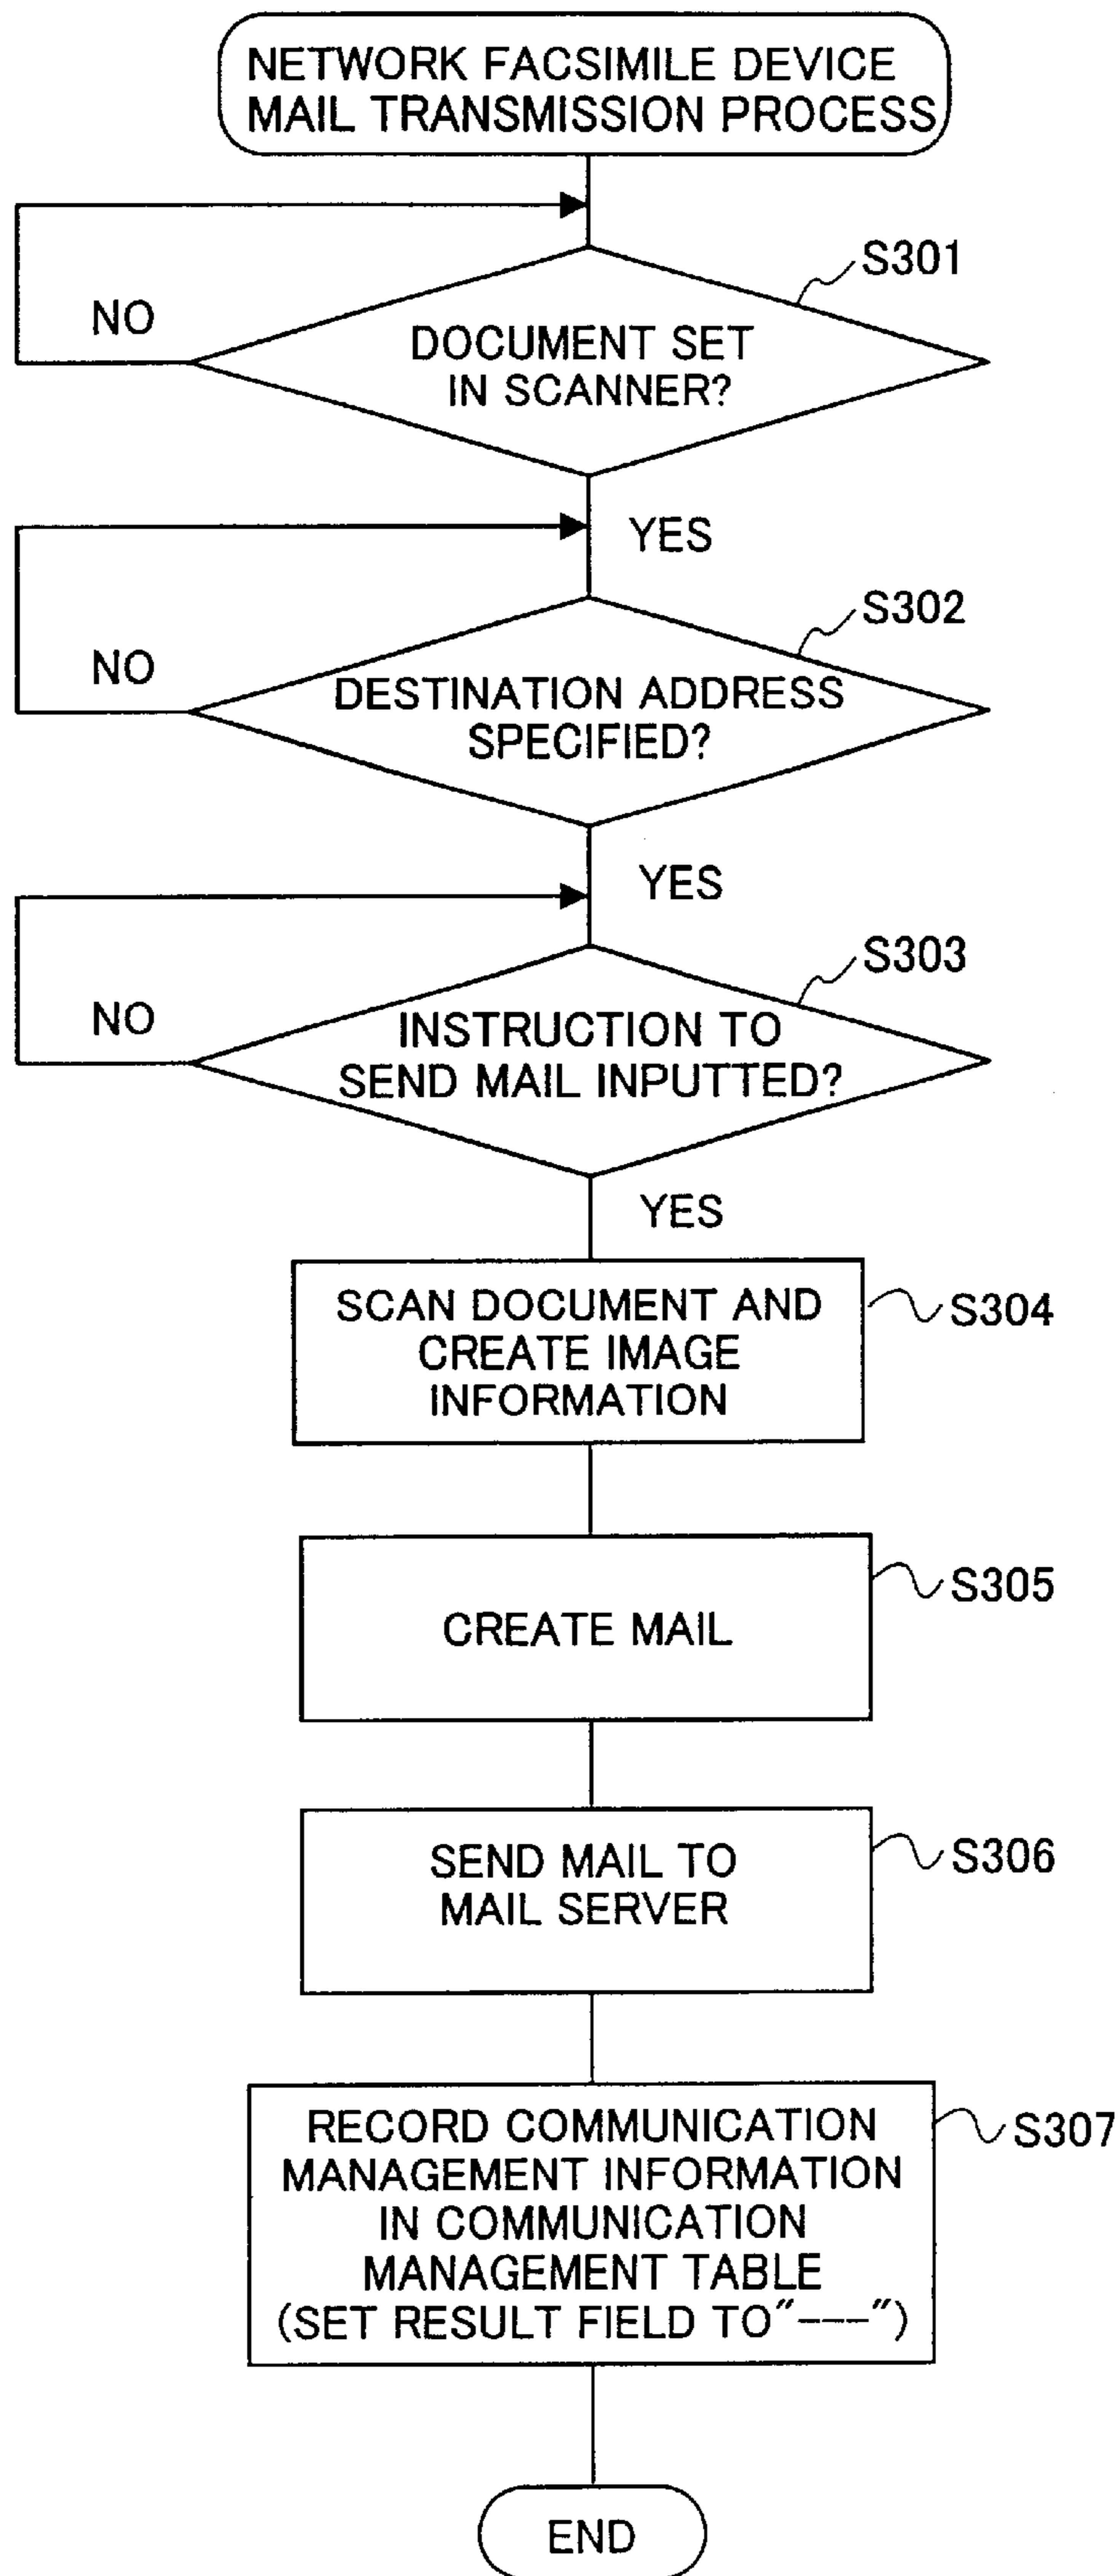 NETWORK FACSIMILE DEVICE
MAIL TRANSMISSION PROCESS
S301
NO
DOCUMENT SET
IN SCANNER?
YES
S302
NO
DESTINATION ADDRESS
SPECIFIED?
YES
S303
NO
INSTRUCTION TO
SEND MAIL INPUTTED?
YES
SCAN DOCUMENT AND
CREATE IMAGE
INFORMATION
S304
CREATE MAIL
S305
SEND MAIL TO
MAIL SERVER
S306
RECORD COMMUNICATION
MANAGEMENT INFORMATION
IN COMMUNICATION
MANAGEMENT TABLE
(SET RESULT FIELD TO"---")
S307
END